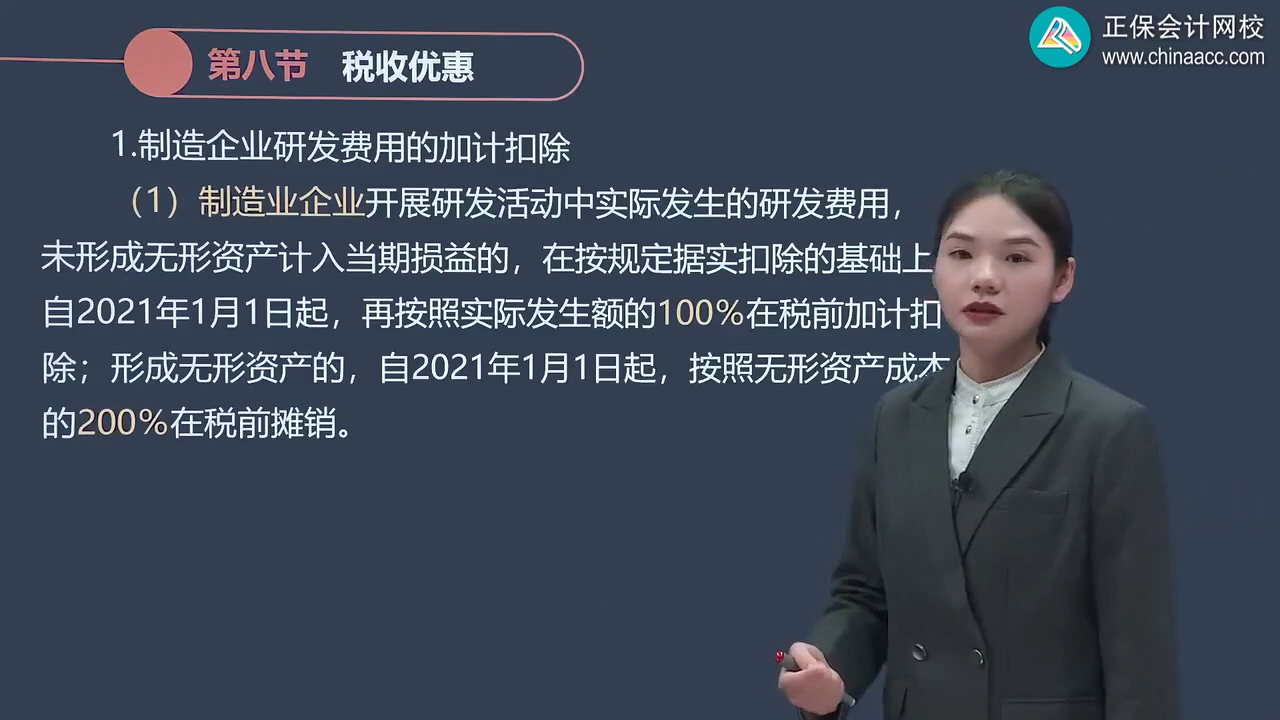 第八节 税收优惠
正保会计网校
www.chinaacc.com
1.制造企业研发费用的加计扣除
（1）制造业企业开展研发活动中实际发生的研发费用，
未形成无形资产计入当期损益的，在按规定据实扣除的基础上
自2021年1月1日起，再按照实际发生额的100%在税前加计扣
除；形成无形资产的，自2021年1月1日起，按照无形资产成本
的200%在税前摊销。